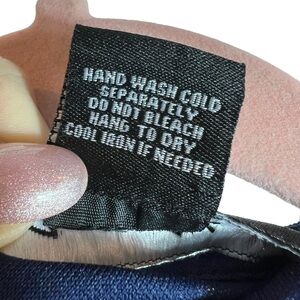 HAND WASH COLD
SEPARATELY
DO NOT BLEACH
HANG TO DRY
COOL IRON IF NEEDED